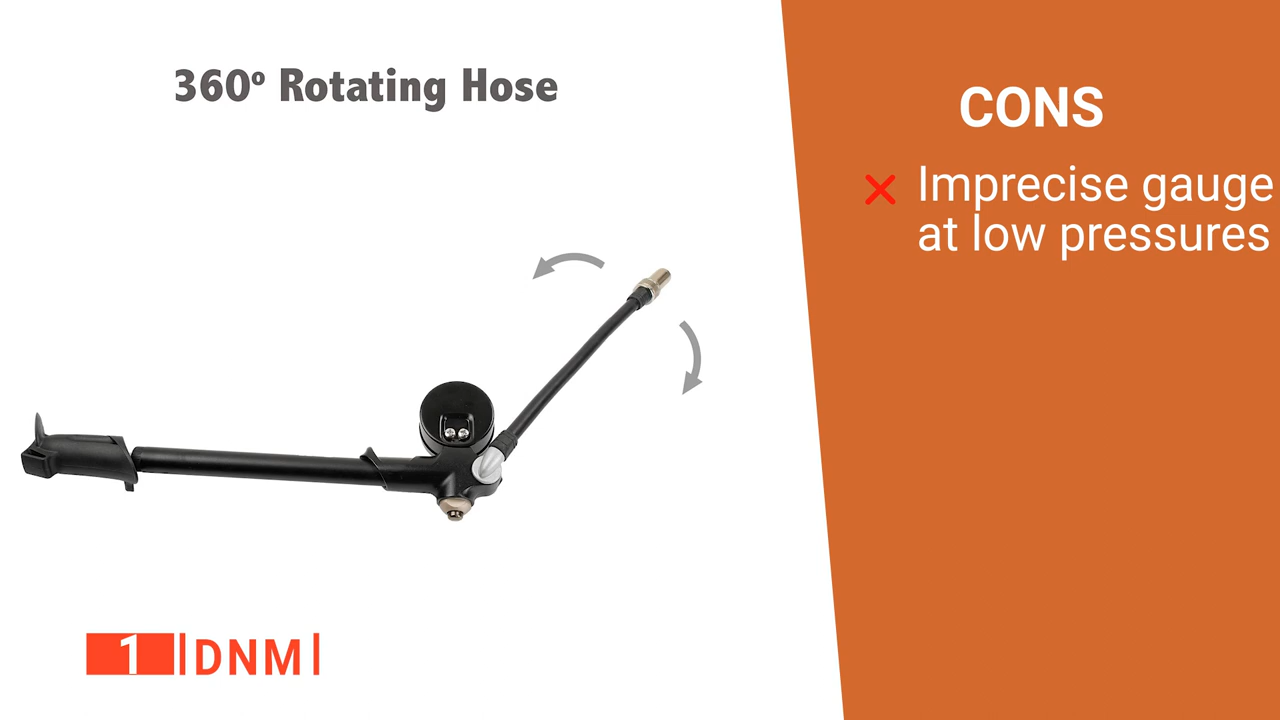 360º Rotating Hose
CONS
Imprecise gauge
at low pressures
1 |DNM|